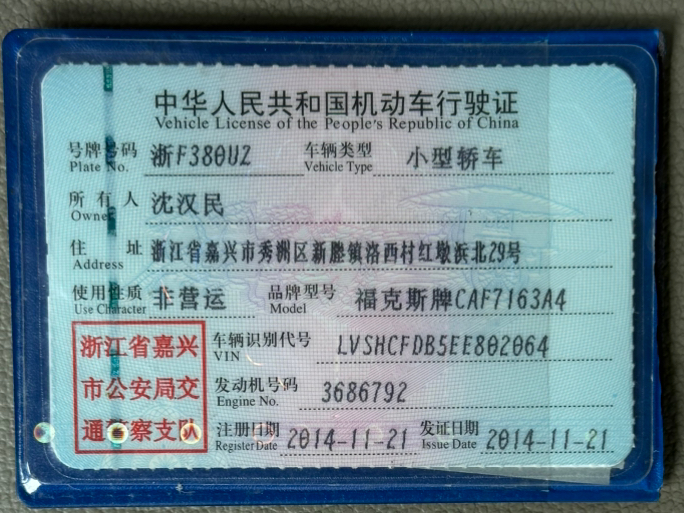 中华人民共和国机动车行驶证
Vehicle License of the People's Republic of China
号牌号码 浙F380U2 车辆类型 小型轿车
Plate No. Vehicle Type
所有人 沈汉民
Owner
住址 浙江省嘉兴市秀洲区新塍镇洛西村红墩浜北29号
Address
使用性质 非营运 品牌型号 福克斯牌CAF7163A4
Use Character Model
浙江省嘉兴 车辆识别代号 LVSHCFDB5EE802064
VIN
市公安局交 发动机号码 3686792
Engine No.
通警察支队 注册日期 2014-11-21 发证日期 2014-11-21
Register Date Issue Date